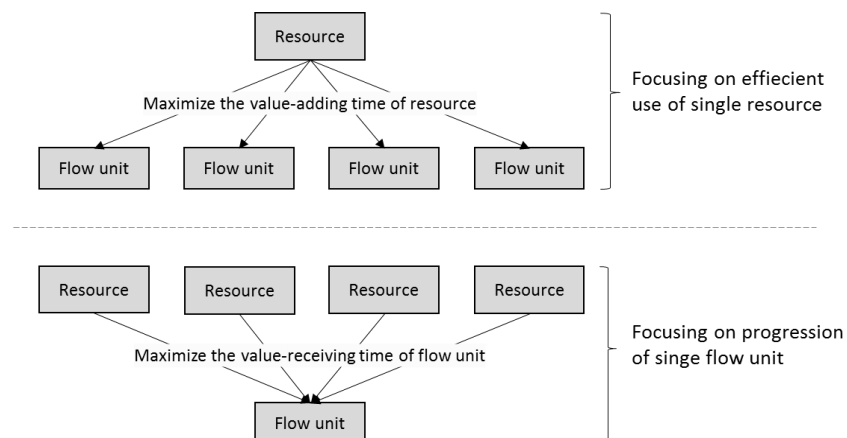 Resource
Maximize the value-adding time of resource
Flow unit
Flow unit
Flow unit
Flow unit
Focusing on effiecient
use of single resource
Resource
Resource
Resource
Resource
Maximize the value-receiving time of flow unit
Flow unit
Focusing on progression
of singe flow unit